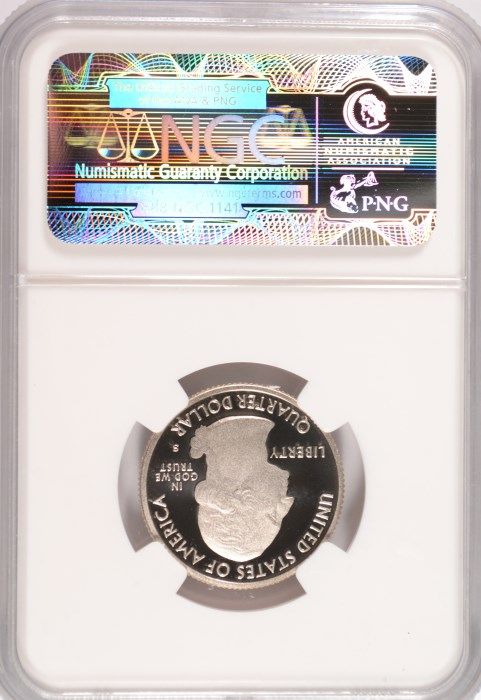 NGC
Numismatic Guaranty Corporation
AMERICAN
NUMISMATIC
ASSOCIATION
PNG
UNITED STATES OF AMERICA
LIBERTY
IN
GOD WE
TRUST
S
QUARTER DOLLAR